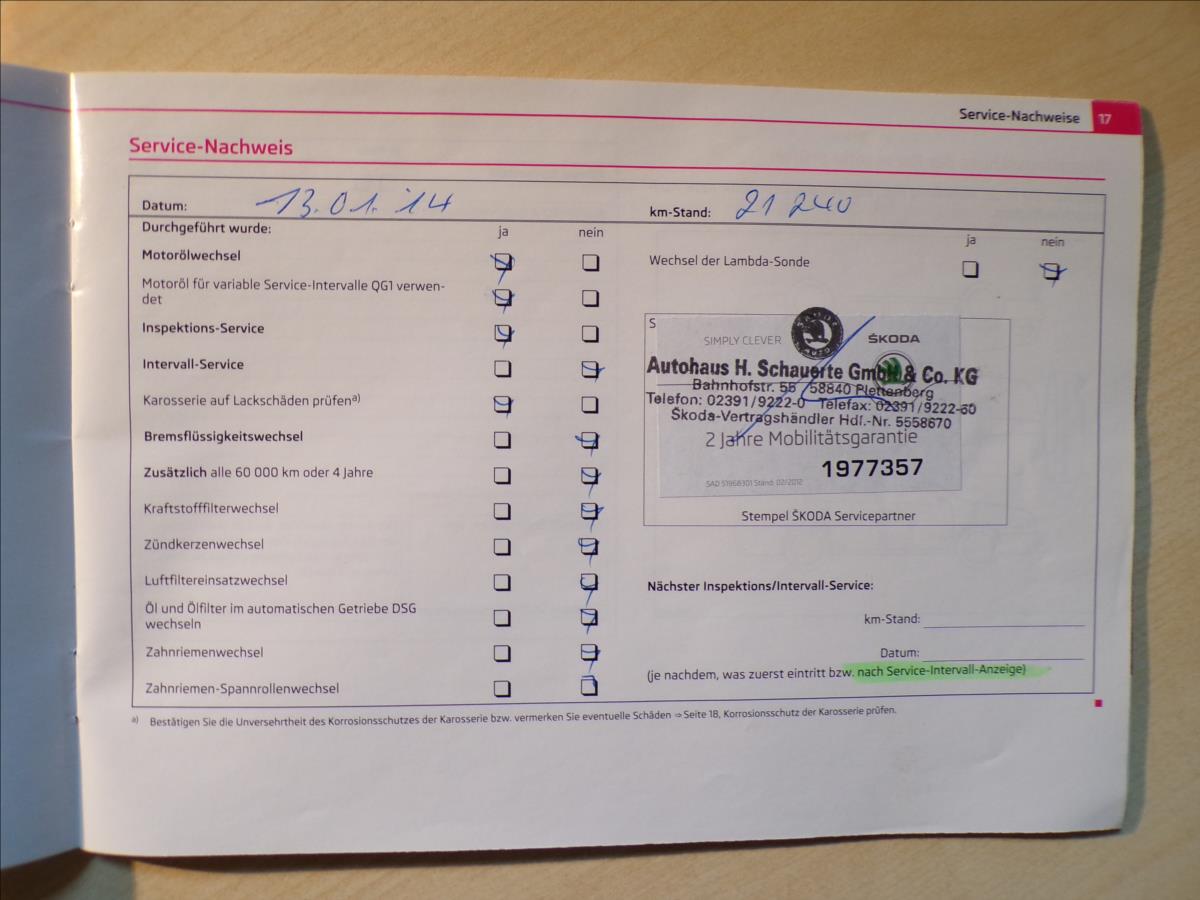 Service-Nachweise 17
Service-Nachweis
Datum: 13.01.'14
km-Stand: 21 240
Durchgeführt wurde: ja nein
Motorölwechsel
Motoröl für variable Service-Intervalle QG1 verwen-
det
Inspektions-Service
Intervall-Service
Karosserie auf Lackschäden prüfenª)
Bremsflüssigkeitswechsel
Zusätzlich alle 60 000 km oder 4 Jahre
Kraftstofffilterwechsel
Zündkerzenwechsel
Luftfiltereinsatzwechsel
Öl und Ölfilter im automatischen Getriebe DSG
wechseln
Zahnriemenwechsel
Zahnriemen-Spannrollenwechsel
ja nein
Wechsel der Lambda-Sonde
S
SIMPLY CLEVER
SKODA
AUTO
ŠKODA
Autohaus H. Schauerte GmbH & Co. KG
Bahnhofstr. 55 58840 Plettenberg
Telefon: 02391/9222-0 Telefax: 02391/9222-60
Škoda-Vertragshändler Hdl.-Nr. 5558670
2 Jahre Mobilitätsgarantie
1977357
SAD 51968301 Stand: 02/2012
Stempel ŠKODA Servicepartner
Nächster Inspektions/Intervall-Service:
km-Stand:
Datum:
(je nachdem, was zuerst eintritt bzw. nach Service-Intervall-Anzeige)
ª) Bestätigen Sie die Unversehrtheit des Korrosionsschutzes der Karosserie bzw. vermerken Sie eventuelle Schäden ⇒ Seite 18, Korrosionsschutz der Karosserie prüfen.